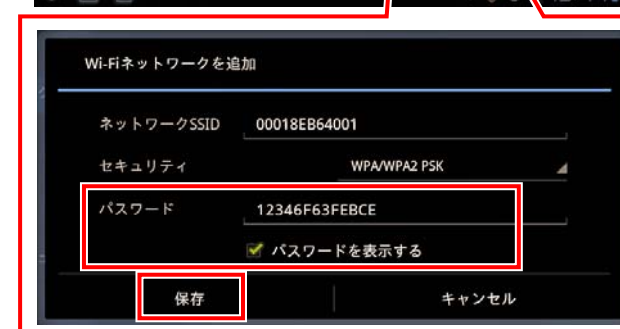 Wi-Fiネットワークを追加
ネットワークSSID 00018EB64001
セキュリティ WPA/WPA2 PSK
パスワード 12346F63FEBCE
パスワードを表示する
保存 キャンセル